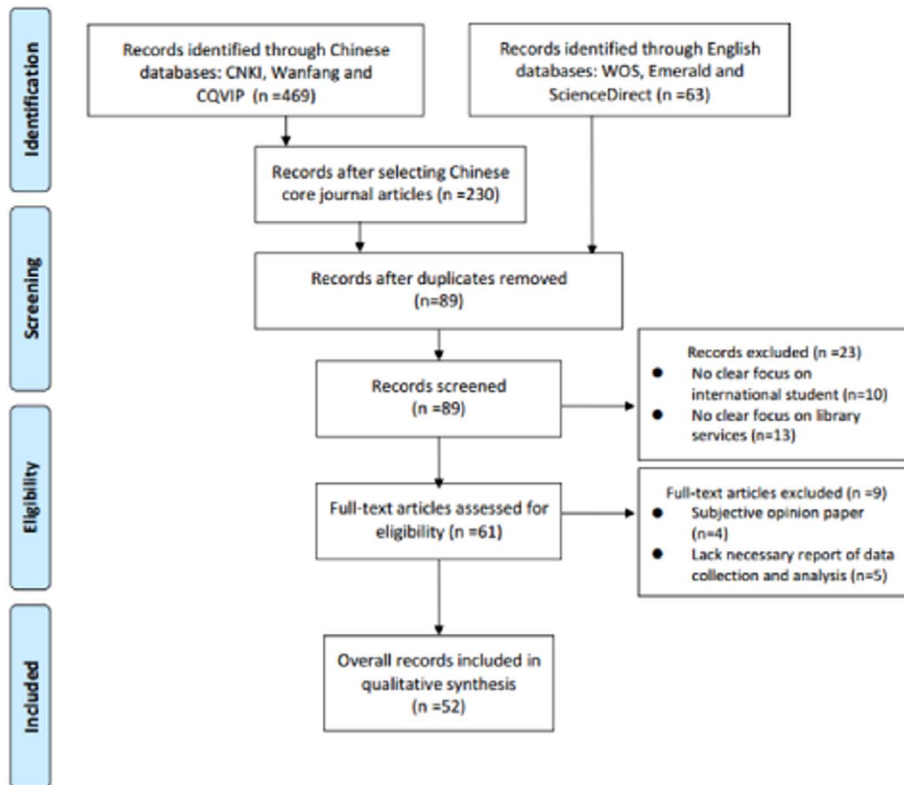 Identification
Records identified through Chinese
databases: CNKI, Wanfang and
CQVIP (n =469)
Records identified through English
databases: WOS, Emerald and
ScienceDirect (n =63)
Records after selecting Chinese
core journal articles (n =230)
Screening
Records after duplicates removed
(n=89)
Records screened
(n =89)
Records excluded (n =23)
● No clear focus on
international student (n=10)
● No clear focus on library
services (n=13)
Eligibility
Full-text articles assessed for
eligibility (n =61)
Full-text articles excluded (n =9)
● Subjective opinion paper
(n=4)
● Lack necessary report of data
collection and analysis (n=5)
Included
Overall records included in
qualitative synthesis
(n =52)